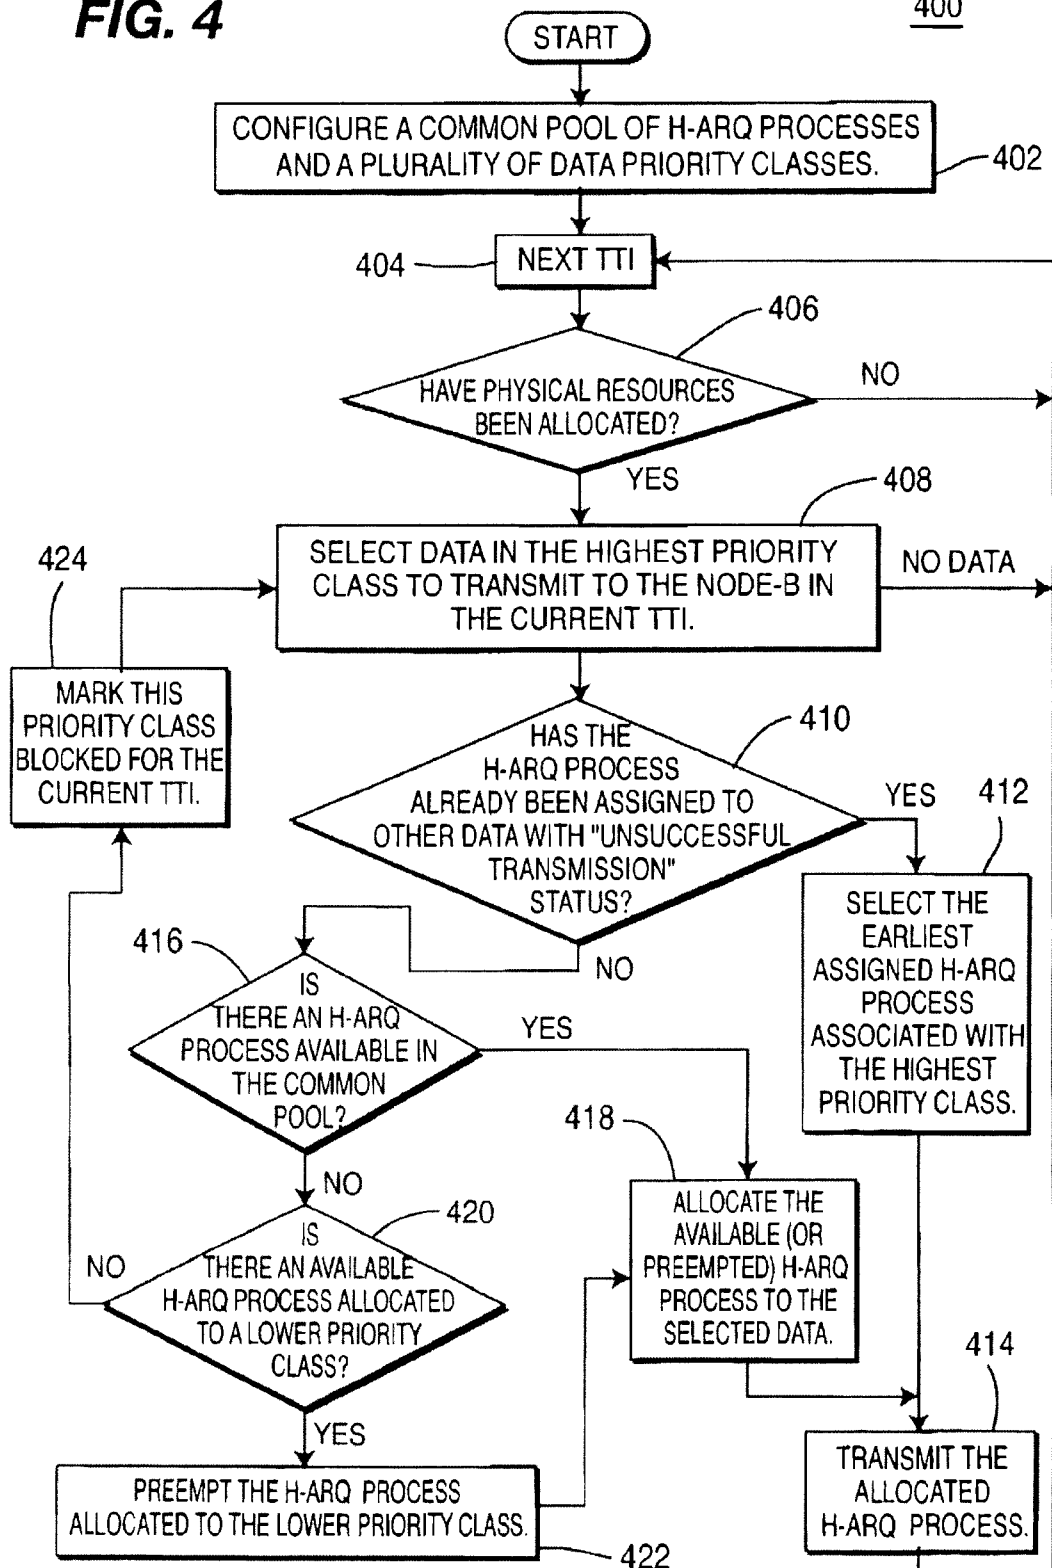 FIG. 4
400
START
CONFIGURE A COMMON POOL OF H-ARQ PROCESSES
AND A PLURALITY OF DATA PRIORITY CLASSES.
402
404
NEXT TTI
406
HAVE PHYSICAL RESOURCES
BEEN ALLOCATED?
NO
YES
408
SELECT DATA IN THE HIGHEST PRIORITY
CLASS TO TRANSMIT TO THE NODE-B IN
THE CURRENT TTI.
NO DATA
424
MARK THIS
PRIORITY CLASS
BLOCKED FOR THE
CURRENT TTI.
410
HAS THE
H-ARQ PROCESS
ALREADY BEEN ASSIGNED TO
OTHER DATA WITH "UNSUCCESSFUL
TRANSMISSION"
STATUS?
YES
412
SELECT THE
EARLIEST
ASSIGNED H-ARQ
PROCESS
ASSOCIATED WITH
THE HIGHEST
PRIORITY CLASS.
NO
416
IS
THERE AN H-ARQ
PROCESS AVAILABLE IN
THE COMMON
POOL?
YES
NO
418
ALLOCATE THE
AVAILABLE (OR
PREEMPTED) H-ARQ
PROCESS TO THE
SELECTED DATA.
420
IS
THERE AN AVAILABLE
H-ARQ PROCESS ALLOCATED
TO A LOWER PRIORITY
CLASS?
NO
YES
414
TRANSMIT THE
ALLOCATED
H-ARQ PROCESS.
PREEMPT THE H-ARQ PROCESS
ALLOCATED TO THE LOWER PRIORITY CLASS.
422